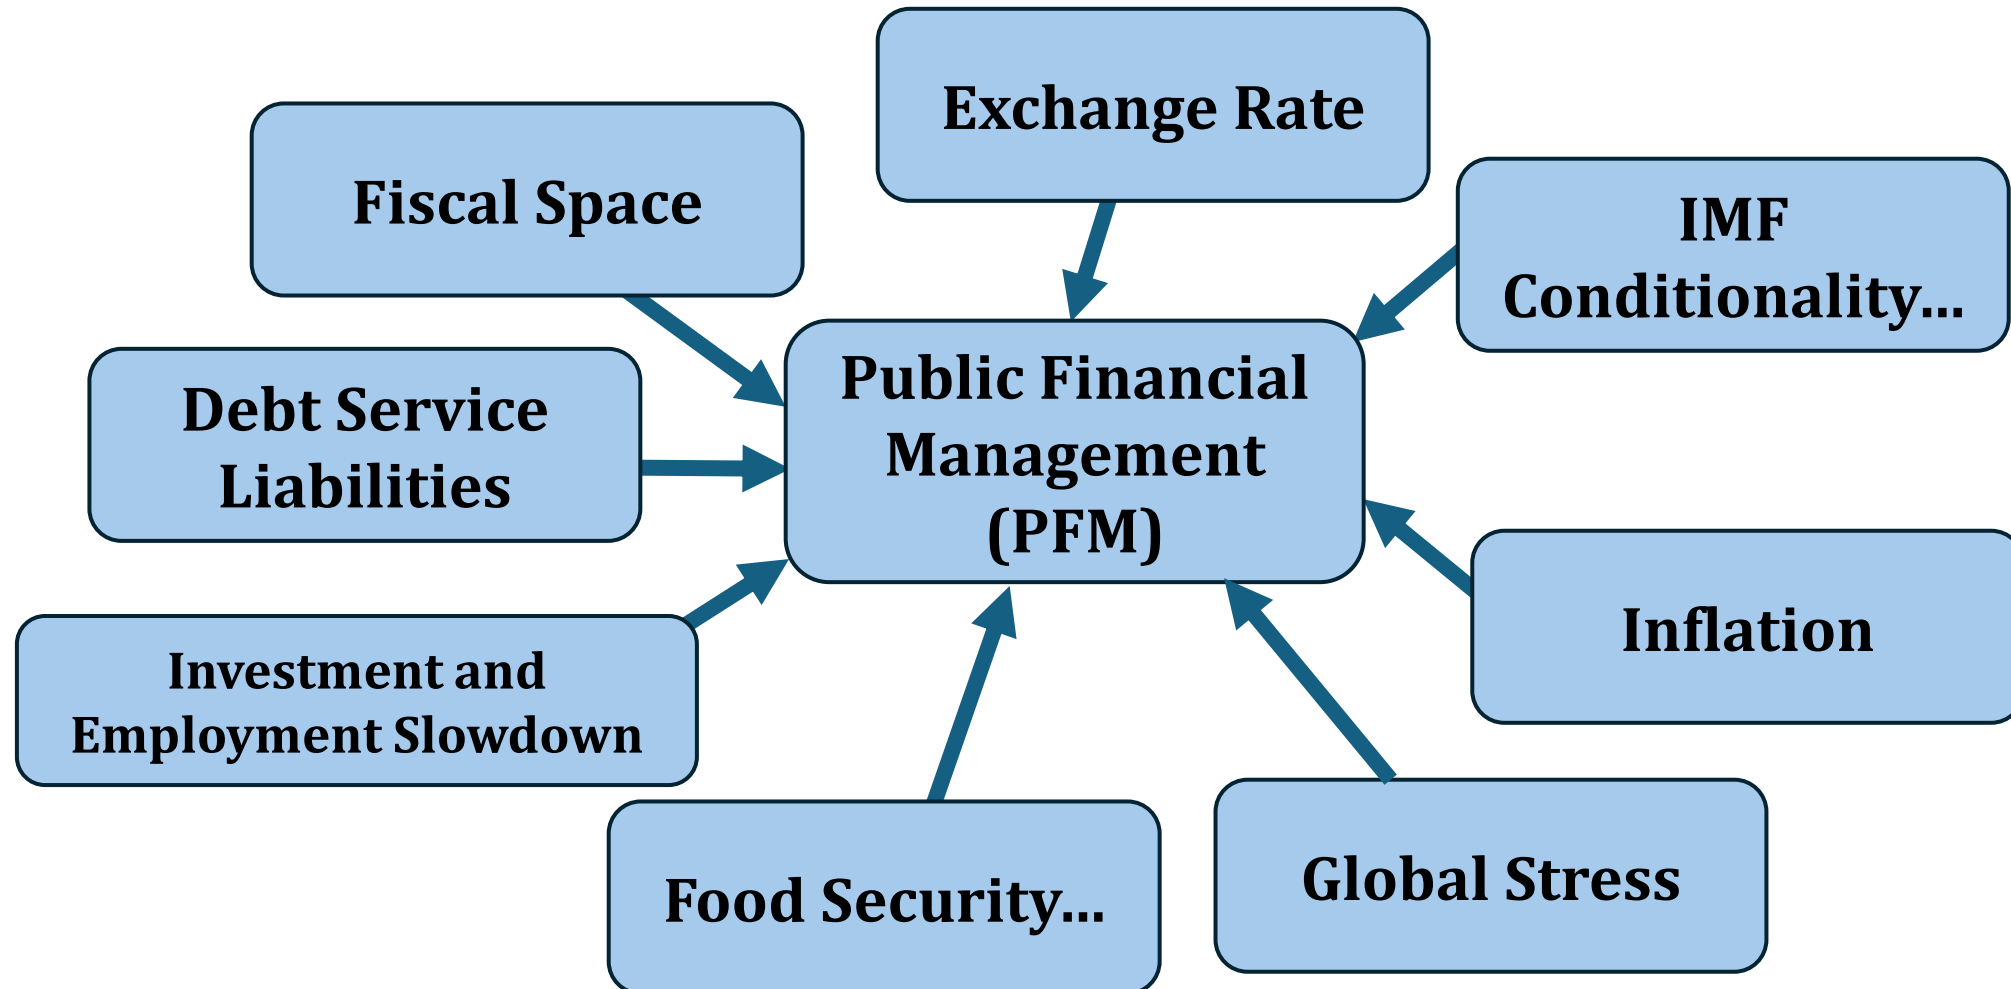 Exchange Rate
Fiscal Space
IMF
Conditionality...
Public Financial
Management
(PFM)
Debt Service
Liabilities
Inflation
Investment and
Employment Slowdown
Food Security...
Global Stress